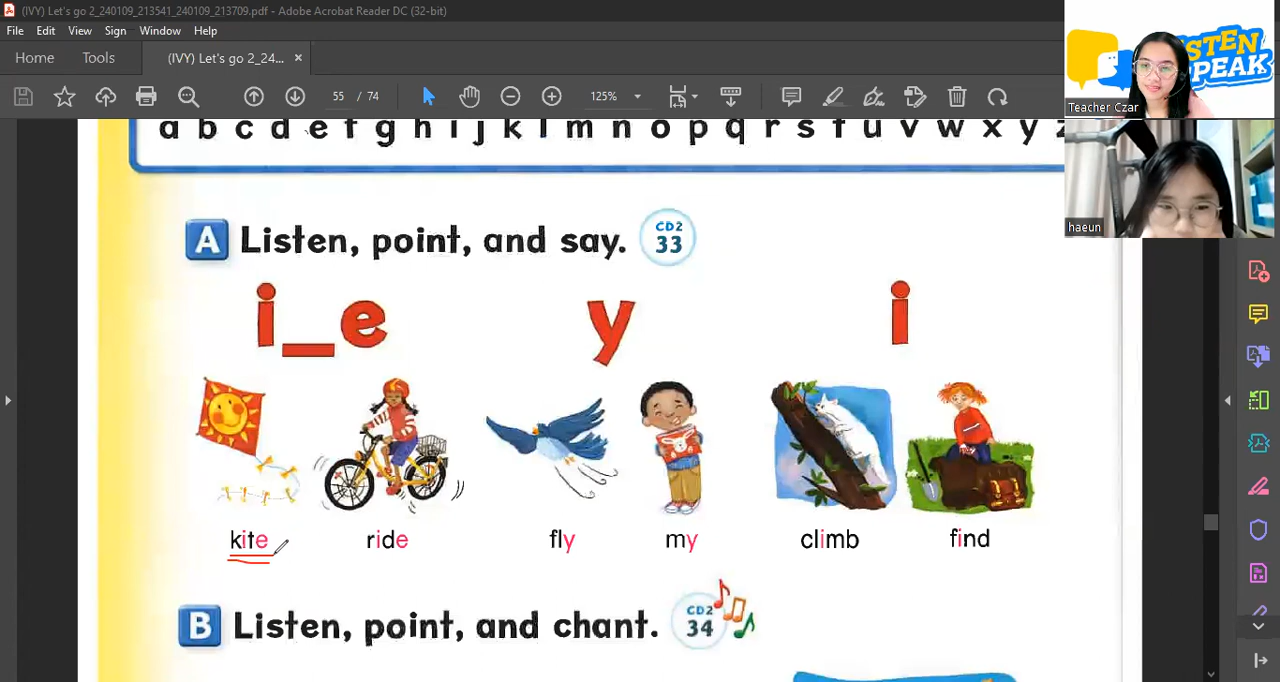 (IVY) Let's go 2_240109_213541_240109_213709.pdf - Adobe Acrobat Reader DC (32-bit)
File Edit View Sign Window Help
Home Tools (IVY) Let's go 2_24... ×
55 / 74 125%
LISTEN
SPEAK
Teacher Czar
haeun
a b c d e f g h i j k l m n o p q r s t u v w x y z
A Listen, point, and say. CD2 33
i_e y i
kite ride fly my climb find
B Listen, point, and chant. CD2 34